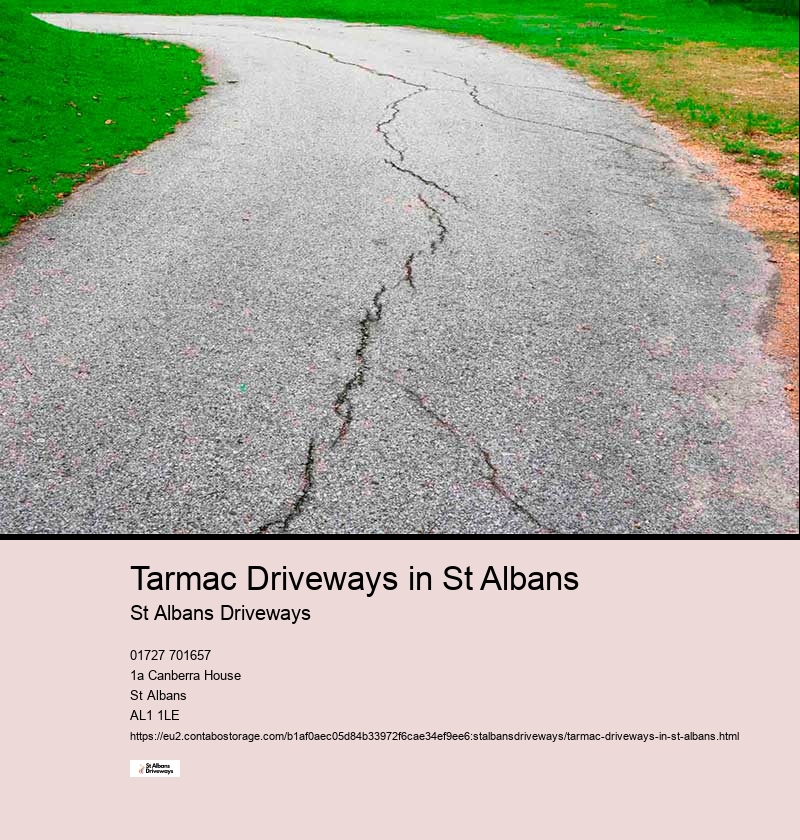 Tarmac Driveways in St Albans
St Albans Driveways
01727 701657
1a Canberra House
St Albans
AL1 1LE
https://eu2.contabostorage.com/b1af0aec05d84b33972f6cae34ef9ee6:stalbansdriveways/tarmac-driveways-in-st-albans.html
St Albans
Driveways